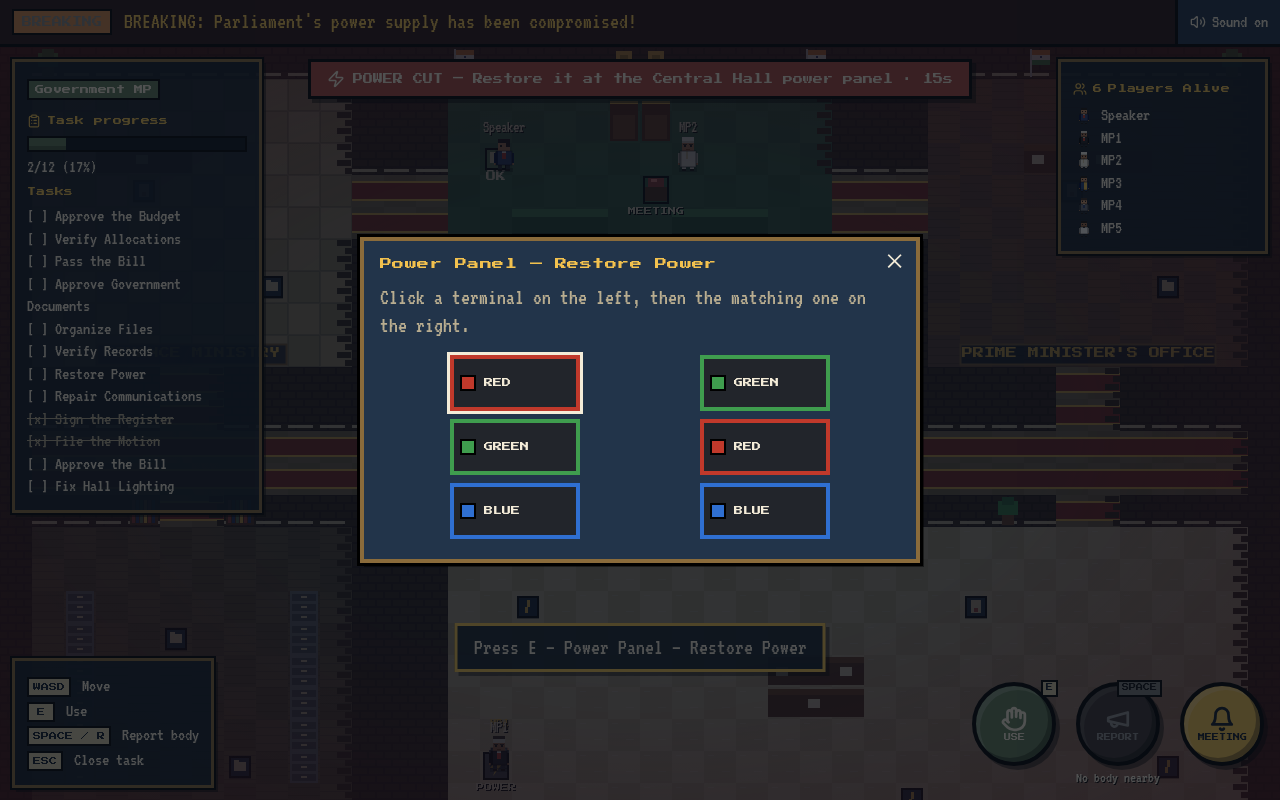 BREAKING BREAKING: Parliament's power supply has been compromised!
Sound on
Government MP
Task progress
2/12 (17%)
Tasks
[ ] Approve the Budget
[ ] Verify Allocations
[ ] Pass the Bill
[ ] Approve Government
Documents
[ ] Organize Files
[ ] Verify Records
[ ] Restore Power
[ ] Repair Communications
[x] Sign the Register
[x] File the Motion
[ ] Approve the Bill
[ ] Fix Hall Lighting
POWER CUT — Restore it at the Central Hall power panel · 15s
6 Players Alive
Speaker
MP1
MP2
MP3
MP4
MP5
Speaker
MP2
OK
MEETING
Power Panel — Restore Power
Click a terminal on the left, then the matching one on
the right.
RED
GREEN
GREEN
RED
BLUE
BLUE
PRIME MINISTER'S OFFICE
Press E - Power Panel - Restore Power
WASD Move
E Use
SPACE / R Report body
ESC Close task
MP1
POWER
E
USE
SPACE
REPORT
MEETING
No body nearby